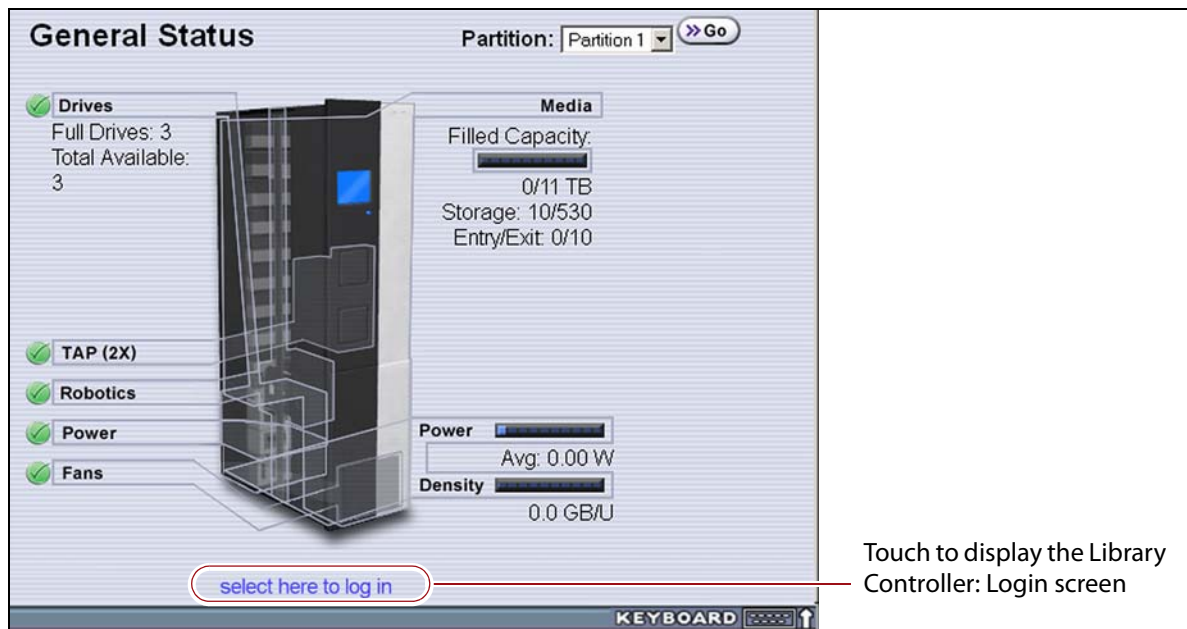 General Status
Partition: Partition 1 Go
Drives
Full Drives: 3
Total Available:
3
Media
Filled Capacity:
0/11 TB
Storage: 10/530
Entry/Exit: 0/10
TAP (2X)
Robotics
Power
Fans
Power
Avg: 0.00 W
Density
0.0 GB/U
select here to log in
Touch to display the Library
Controller: Login screen
KEYBOARD